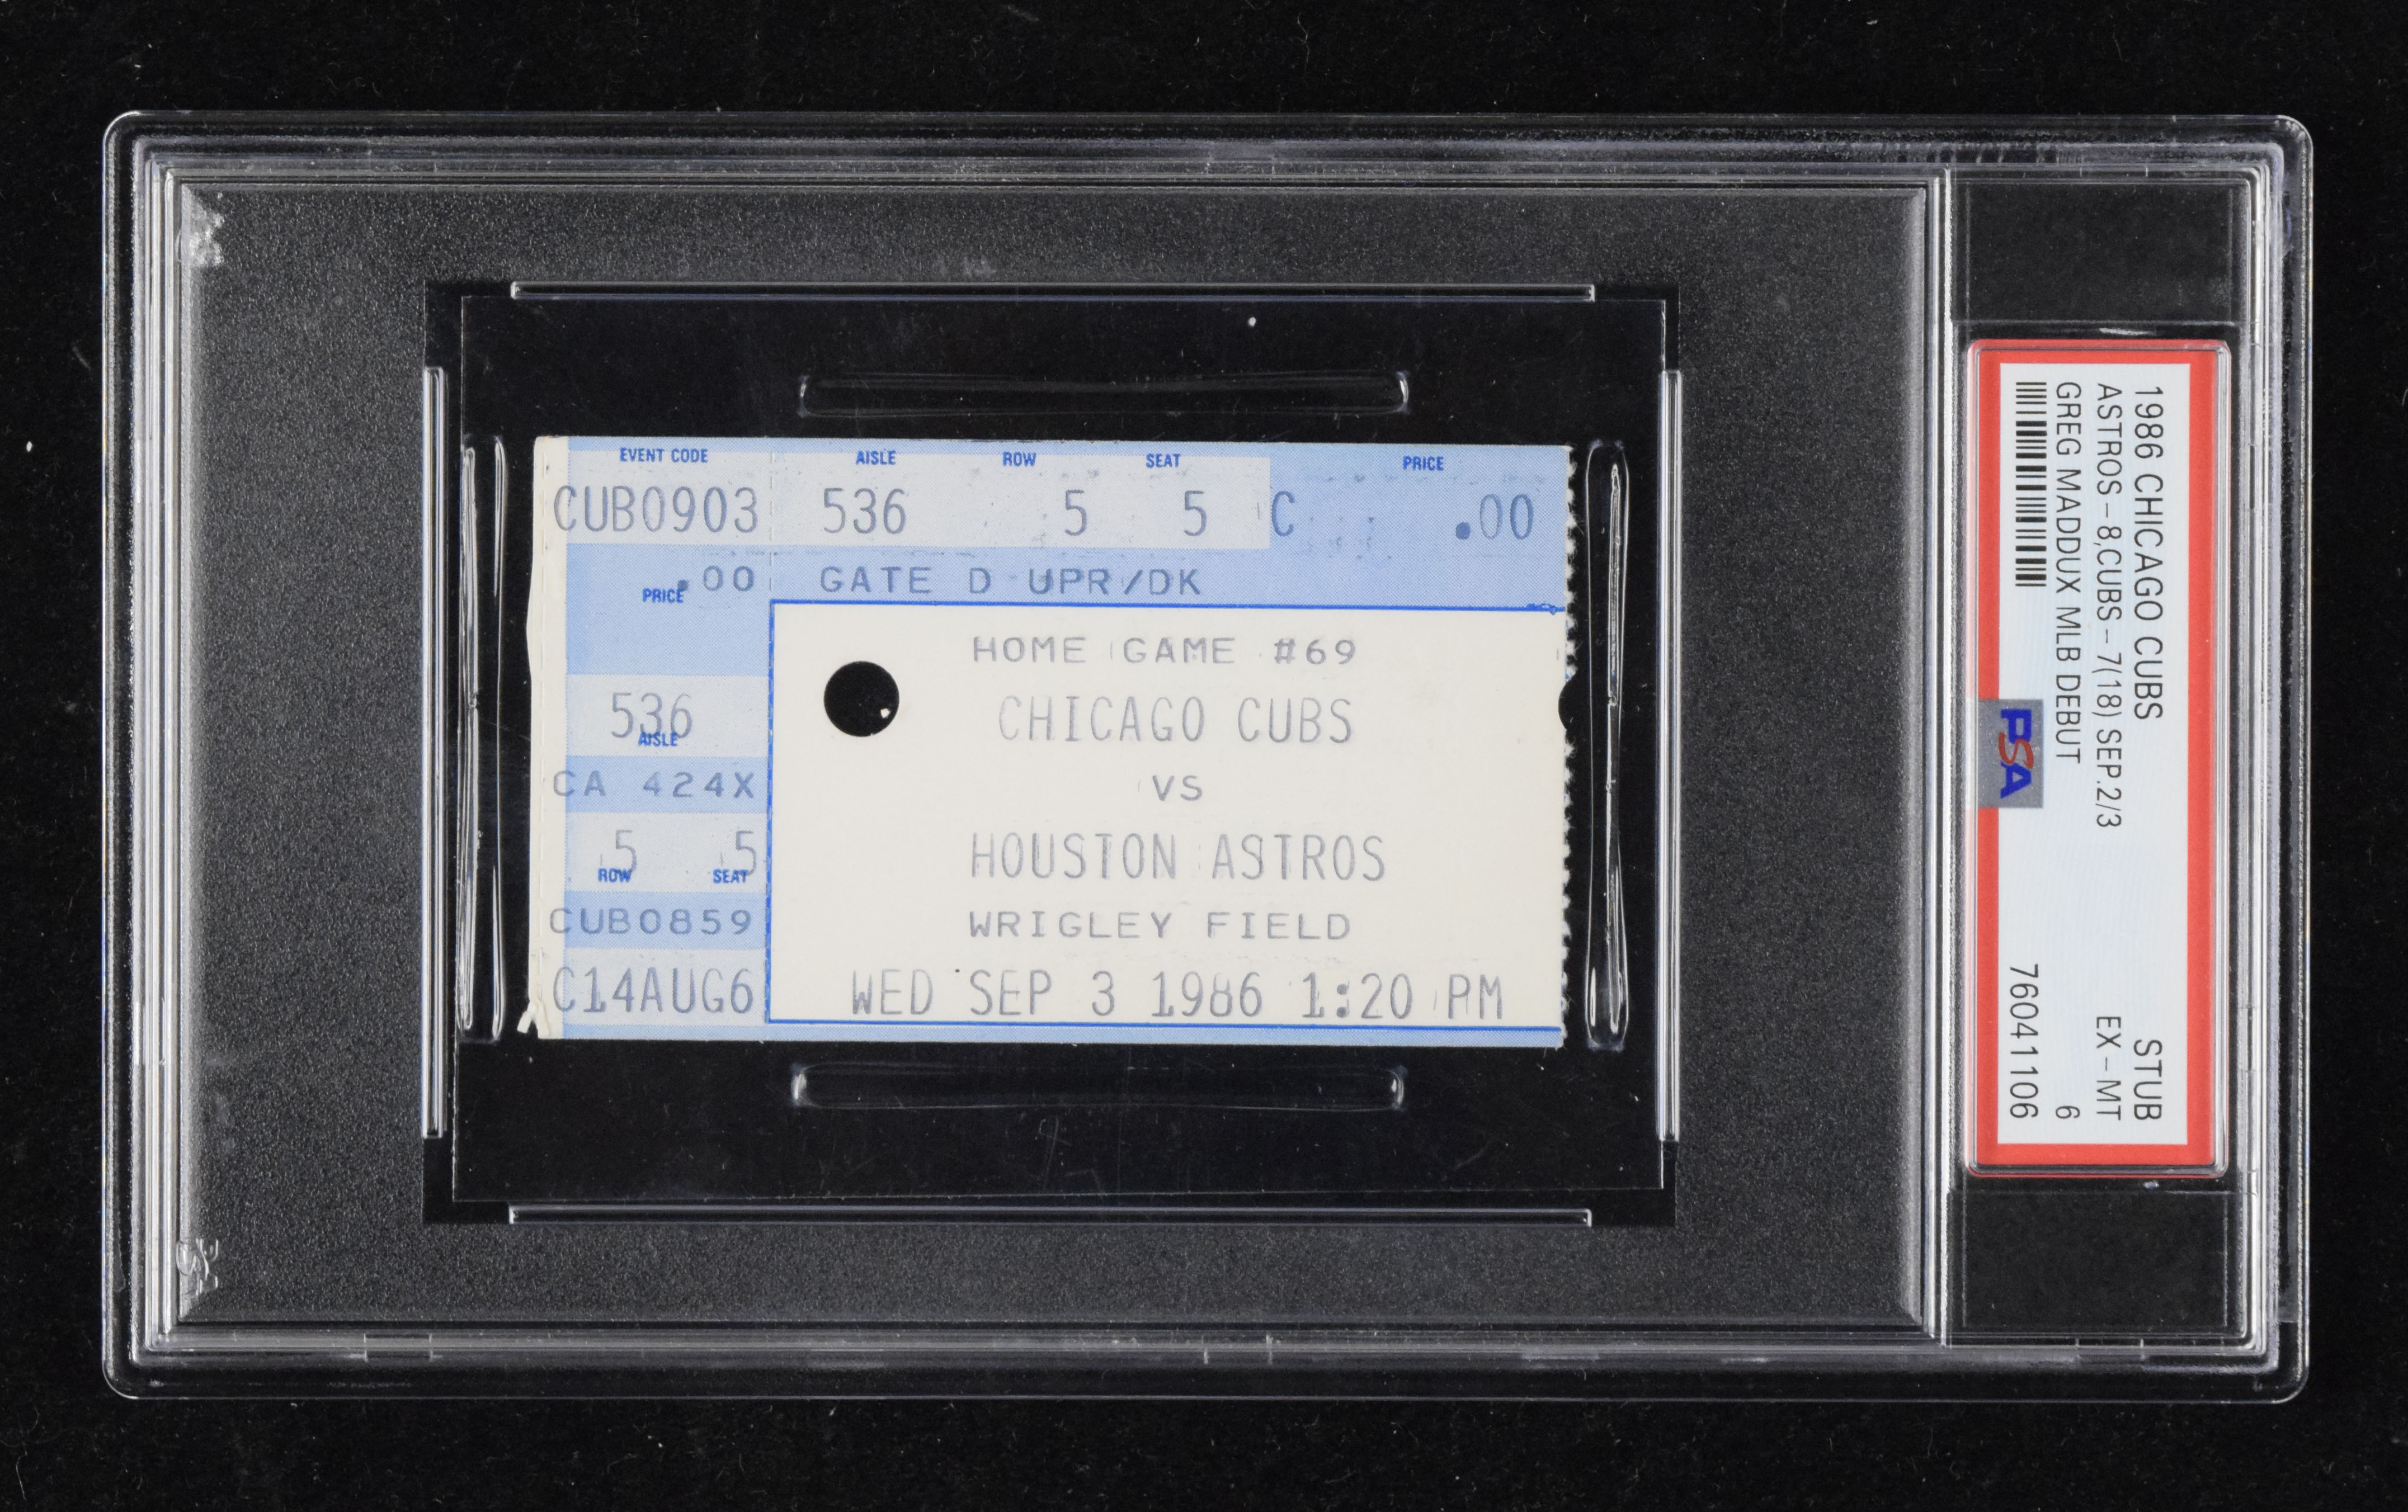 EVENT CODE AISLE ROW SEAT PRICE
CUB0903 536 5 5 C .00
.00 GATE D UPR/DK
PRICE
HOME GAME #69
536 CHICAGO CUBS
AISLE
CA 424X VS
5 5 HOUSTON ASTROS
ROW SEAT
CUB0859 WRIGLEY FIELD
C14AUG6 WED SEP 3 1986 1:20 PM
1986 CHICAGO CUBS STUB
ASTROS-8,CUBS-7(18) SEP.2/3 EX-MT
GREG MADDUX MLB DEBUT 6
PSA 76041106